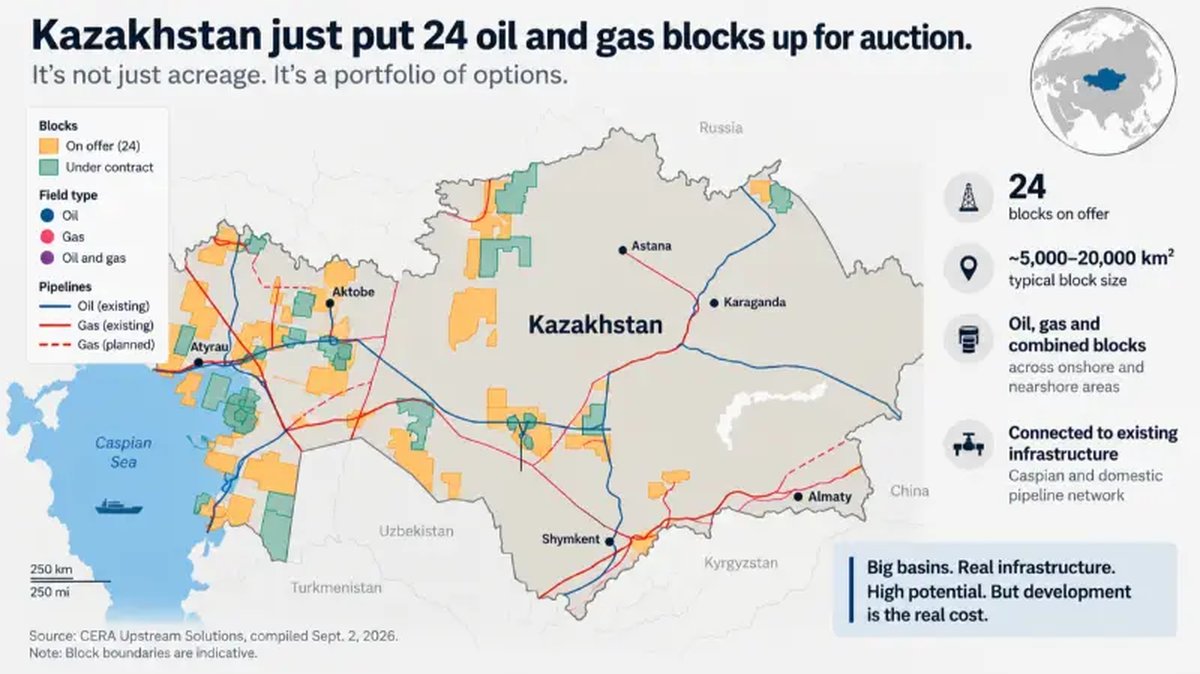 Kazakhstan just put 24 oil and gas blocks up for auction.
It’s not just acreage. It’s a portfolio of options.
Blocks
On offer (24)
Under contract
Field type
Oil
Gas
Oil and gas
Pipelines
Oil (existing)
Gas (existing)
Gas (planned)
Russia
Astana
Karaganda
Aktobe
Kazakhstan
Atyrau
Caspian
Sea
Uzbekistan
Turkmenistan
Shymkent
Almaty
China
Kyrgyzstan
250 km
250 mi
24
blocks on offer
~5,000–20,000 km²
typical block size
Oil, gas and
combined blocks
across onshore and
nearshore areas
Connected to existing
infrastructure
Caspian and domestic
pipeline network
Big basins. Real infrastructure.
High potential. But development
is the real cost.
Source: CERA Upstream Solutions, compiled Sept. 2, 2026.
Note: Block boundaries are indicative.